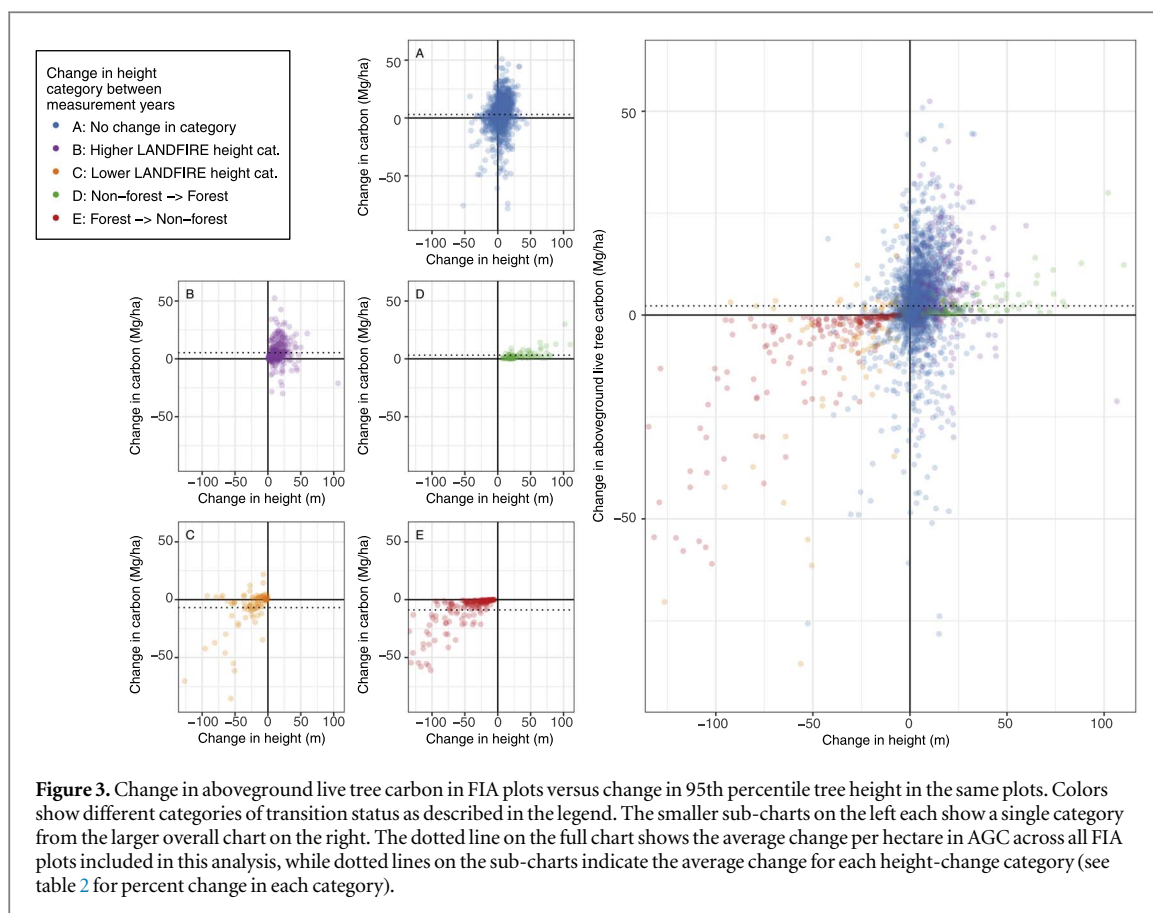 Change in height
category between
measurement years
A: No change in category
B: Higher LANDFIRE height cat.
C: Lower LANDFIRE height cat.
D: Non−forest −> Forest
E: Forest −> Non−forest
A
Change in carbon (Mg/ha)
50
0
−50
−100 −50 0 50 100
Change in height (m)
B
Change in carbon (Mg/ha)
50
0
−50
−100 −50 0 50 100
Change in height (m)
D
Change in carbon (Mg/ha)
50
0
−50
−100 −50 0 50 100
Change in height (m)
C
Change in carbon (Mg/ha)
50
0
−50
−100 −50 0 50 100
Change in height (m)
E
Change in carbon (Mg/ha)
50
0
−50
−100 −50 0 50 100
Change in height (m)
Change in aboveground live tree carbon (Mg/ha)
50
0
−50
−100 −50 0 50 100
Change in height (m)
Figure 3. Change in aboveground live tree carbon in FIA plots versus change in 95th percentile tree height in the same plots. Colors
show different categories of transition status as described in the legend. The smaller sub-charts on the left each show a single category
from the larger overall chart on the right. The dotted line on the full chart shows the average change per hectare in AGC across all FIA
plots included in this analysis, while dotted lines on the sub-charts indicate the average change for each height-change category (see
table 2 for percent change in each category).